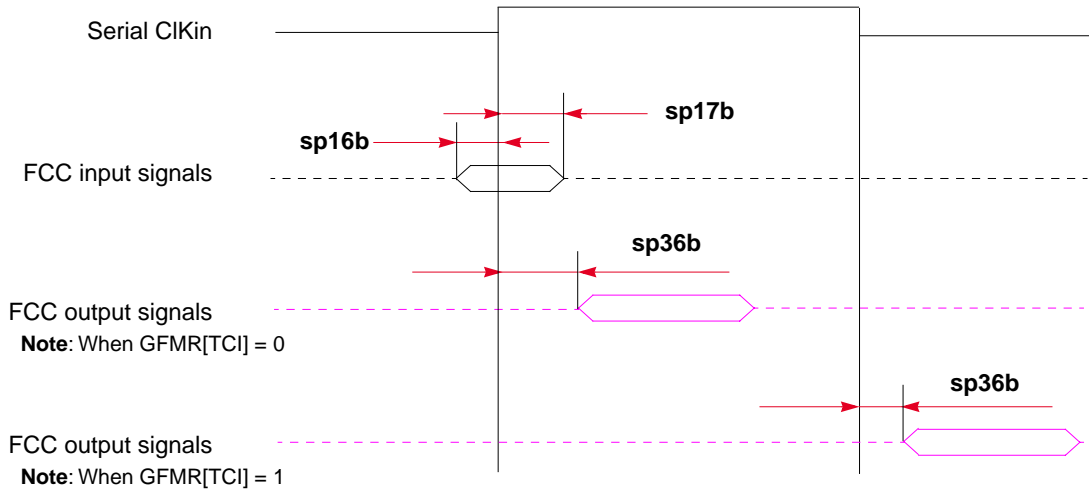 Serial ClKin
sp17b
sp16b
FCC input signals
sp36b
FCC output signals
Note: When GFMR[TCI] = 0
sp36b
FCC output signals
Note: When GFMR[TCI] = 1